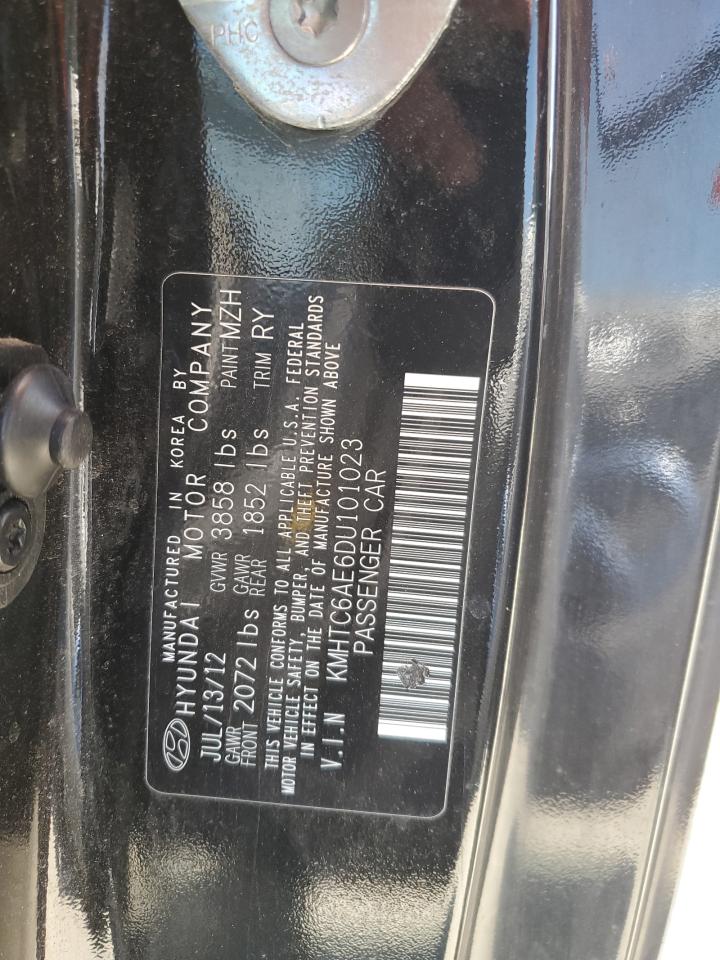 PHC
MANUFACTURED IN KOREA BY
HYUNDAI MOTOR COMPANY
JUL/13/12 GVWR 3858 lbs PAINT MZH
GAWR FRONT 2072 lbs GAWR REAR 1852 lbs TRIM RY
THIS VEHICLE CONFORMS TO ALL APPLICABLE U.S.A. FEDERAL
MOTOR VEHICLE SAFETY, BUMPER, AND THEFT PREVENTION STANDARDS
IN EFFECT ON THE DATE OF MANUFACTURE SHOWN ABOVE
V.I.N KMHTC6AE6DU101023
PASSENGER CAR